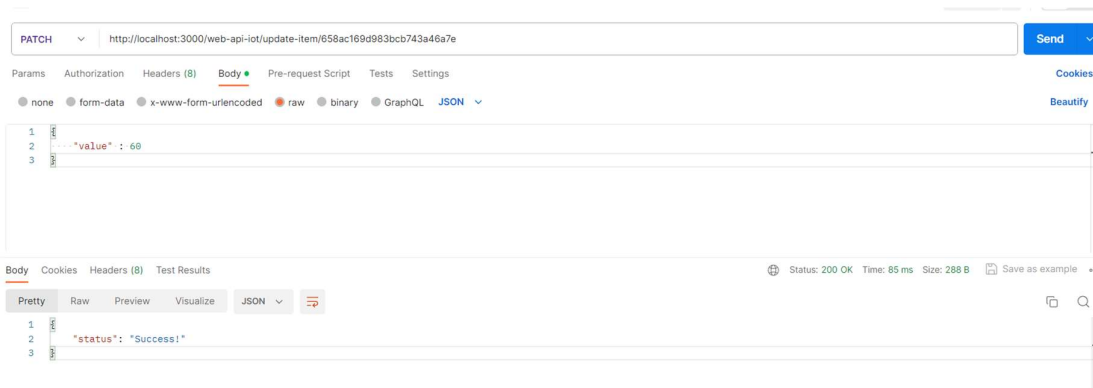 PATCH http://localhost:3000/web-api-iot/update-item/658ac169d983bcb743a46a7e Send
Params Authorization Headers (8) Body Pre-request Script Tests Settings Cookies
none form-data x-www-form-urlencoded raw binary GraphQL JSON Beautify
1 {
2 "value" : 60
3 }
Body Cookies Headers (8) Test Results Status: 200 OK Time: 85 ms Size: 288 B Save as example
Pretty Raw Preview Visualize JSON
1 {
2 "status": "Success!"
3 }